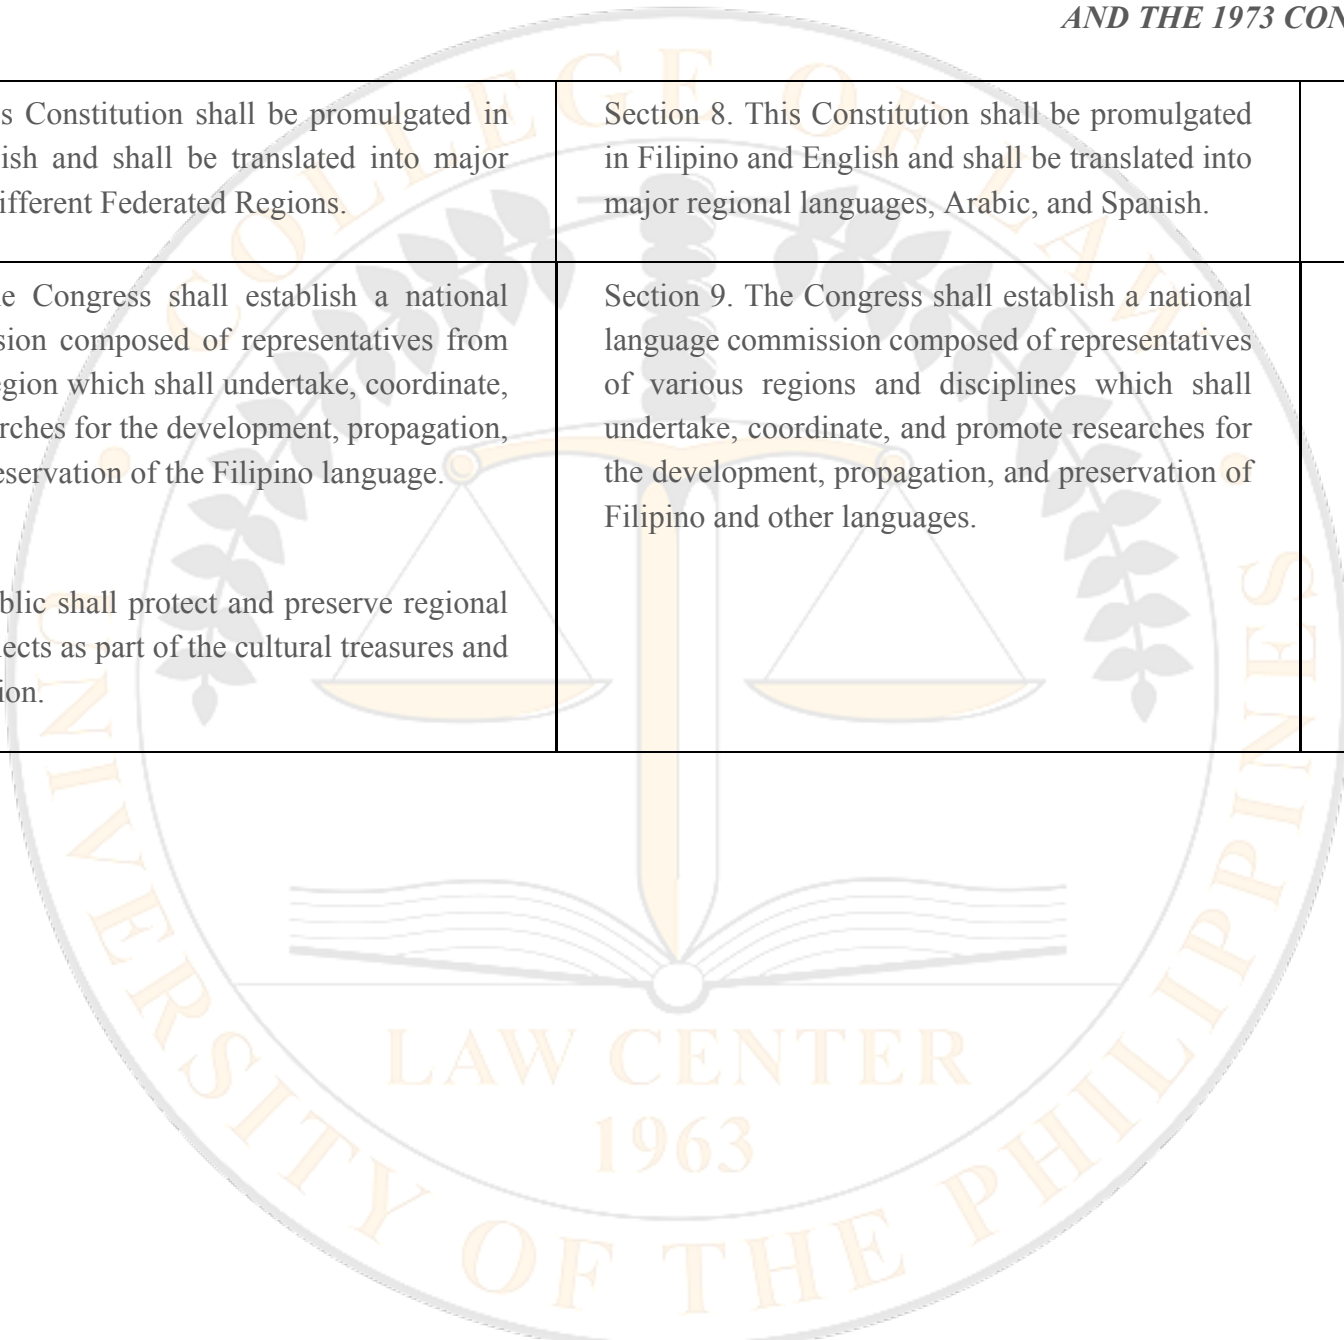 AND THE 1973 CON
s Constitution shall be promulgated in
ish and shall be translated into major
ifferent Federated Regions.
Section 8. This Constitution shall be promulgated
in Filipino and English and shall be translated into
major regional languages, Arabic, and Spanish.
e Congress shall establish a national
sion composed of representatives from
egion which shall undertake, coordinate,
rches for the development, propagation,
eservation of the Filipino language.
blic shall protect and preserve regional
lects as part of the cultural treasures and
ion.
Section 9. The Congress shall establish a national
language commission composed of representatives
of various regions and disciplines which shall
undertake, coordinate, and promote researches for
the development, propagation, and preservation of
Filipino and other languages.
COLLEGE OF LAW
UNIVERSITY OF THE PHILIPPINES
LAW CENTER
1963